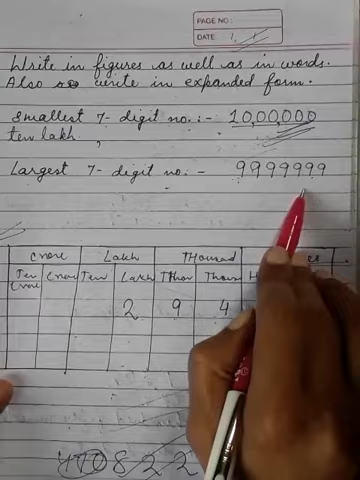 PAGE NO:
DATE
Write in figures as well as in words.
Also write in expanded form.
Smallest 7- digit no.:- 10,00,000
ten lakh.
Largest 7- digit no:- 9999999
Crore Lakh THousad
Ten Crore Crore Ten Lakh T Thou Thous
2 9 4
470822